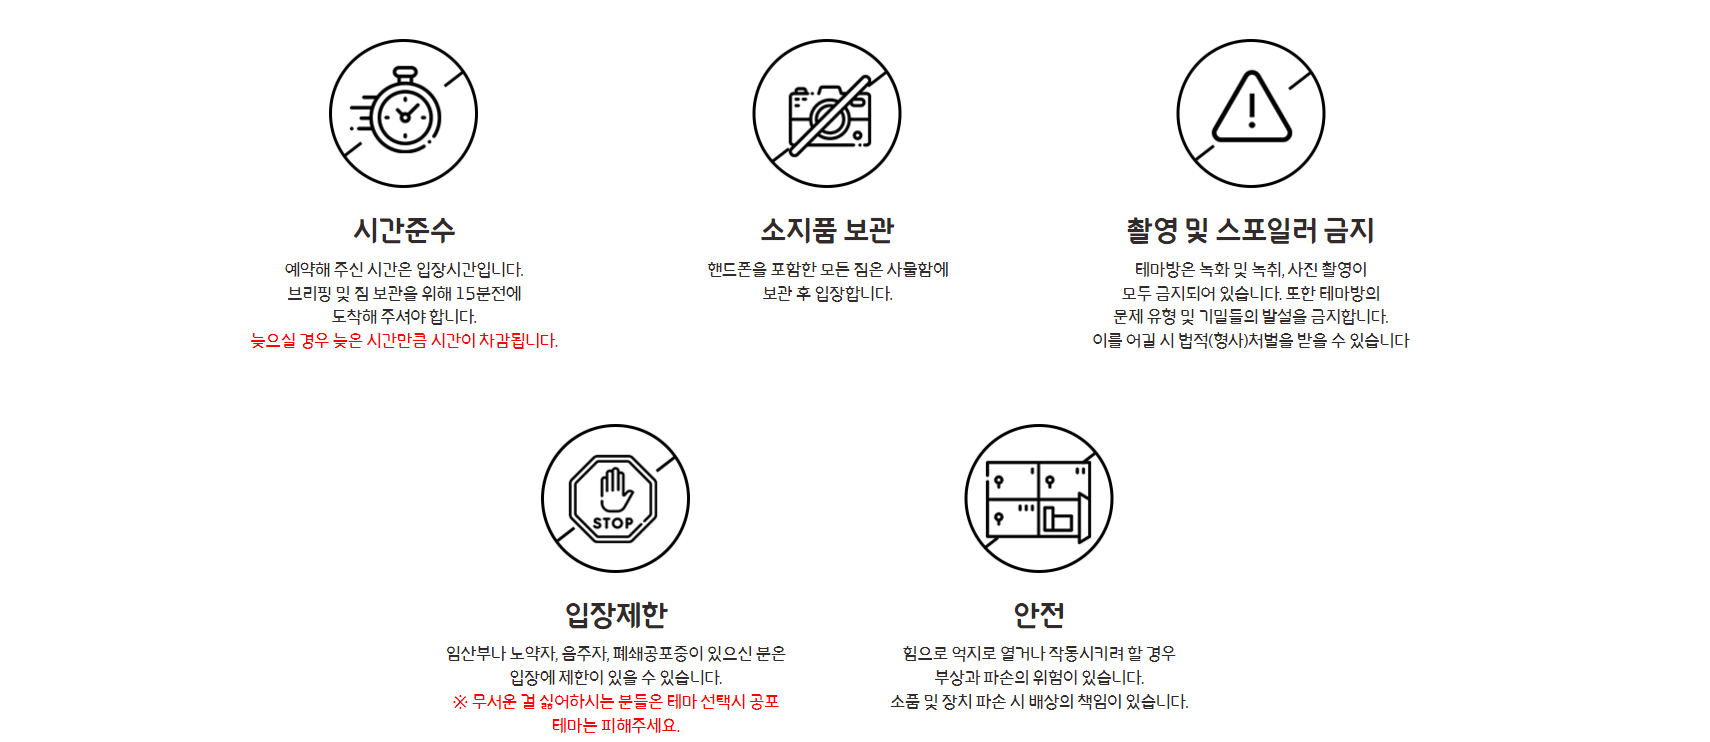 시간준수
예약해 주신 시간은 입장시간입니다.
브리핑 및 짐 보관을 위해 15분전에
도착해 주셔야 합니다.
늦으실 경우 늦은 시간만큼 시간이 차감됩니다.
소지품 보관
핸드폰을 포함한 모든 짐은 사물함에
보관 후 입장합니다.
촬영 및 스포일러 금지
테마방은 녹화 및 녹취, 사진 촬영이
모두 금지되어 있습니다. 또한 테마방의
문제 유형 및 기밀들의 발설을 금지합니다.
이를 어길 시 법적(형사)처벌을 받을 수 있습니다
STOP
입장제한
임산부나 노약자, 음주자, 폐쇄공포증이 있으신 분은
입장에 제한이 있을 수 있습니다.
※ 무서운 걸 싫어하시는 분들은 테마 선택시 공포
테마는 피해주세요.
안전
힘으로 억지로 열거나 작동시키려 할 경우
부상과 파손의 위험이 있습니다.
소품 및 장치 파손 시 배상의 책임이 있습니다.